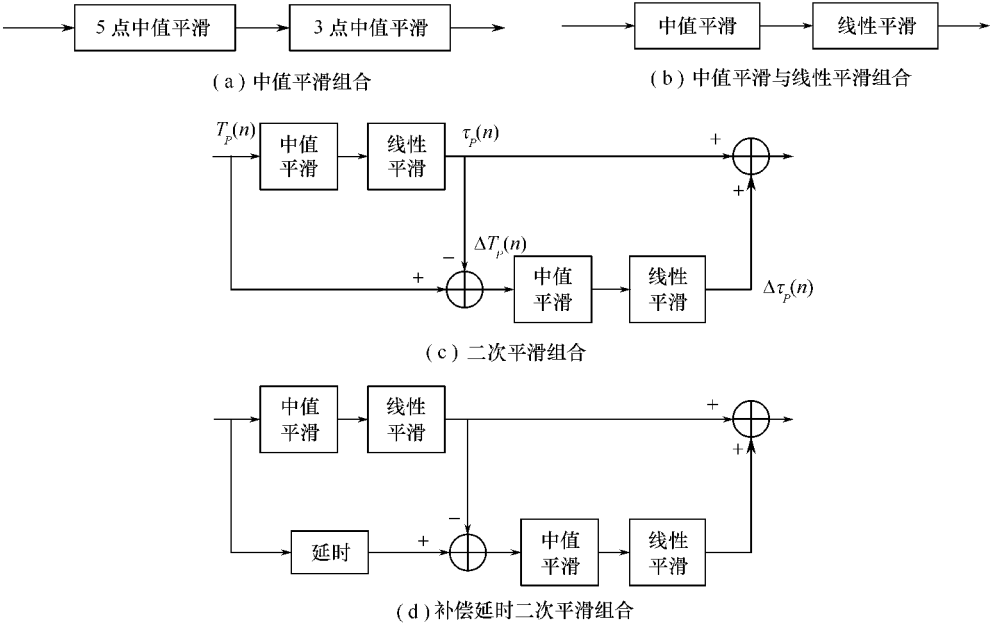 5点中值平滑
3点中值平滑
中值平滑
线性平滑
(a)中值平滑组合
(b)中值平滑与线性平滑组合
T_P(n)
中值
平滑
线性
平滑
τ_P(n)
+
+
−
ΔT_P(n)
+
中值
平滑
线性
平滑
Δτ_P(n)
(c)二次平滑组合
中值
平滑
线性
平滑
+
+
−
延时
+
中值
平滑
线性
平滑
(d)补偿延时二次平滑组合